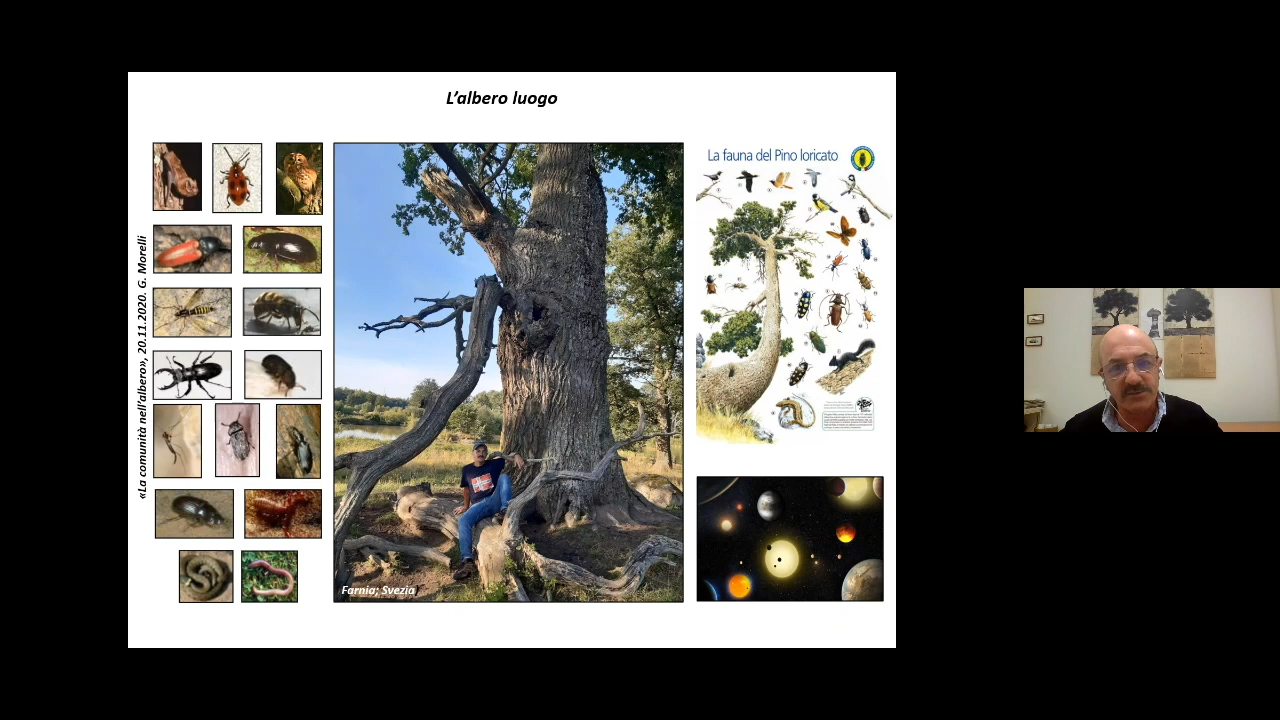 L’albero luogo
«La comunità nell’albero», 20.11.2020. G. Morelli
La fauna del Pino loricato
Farnia; Svezia